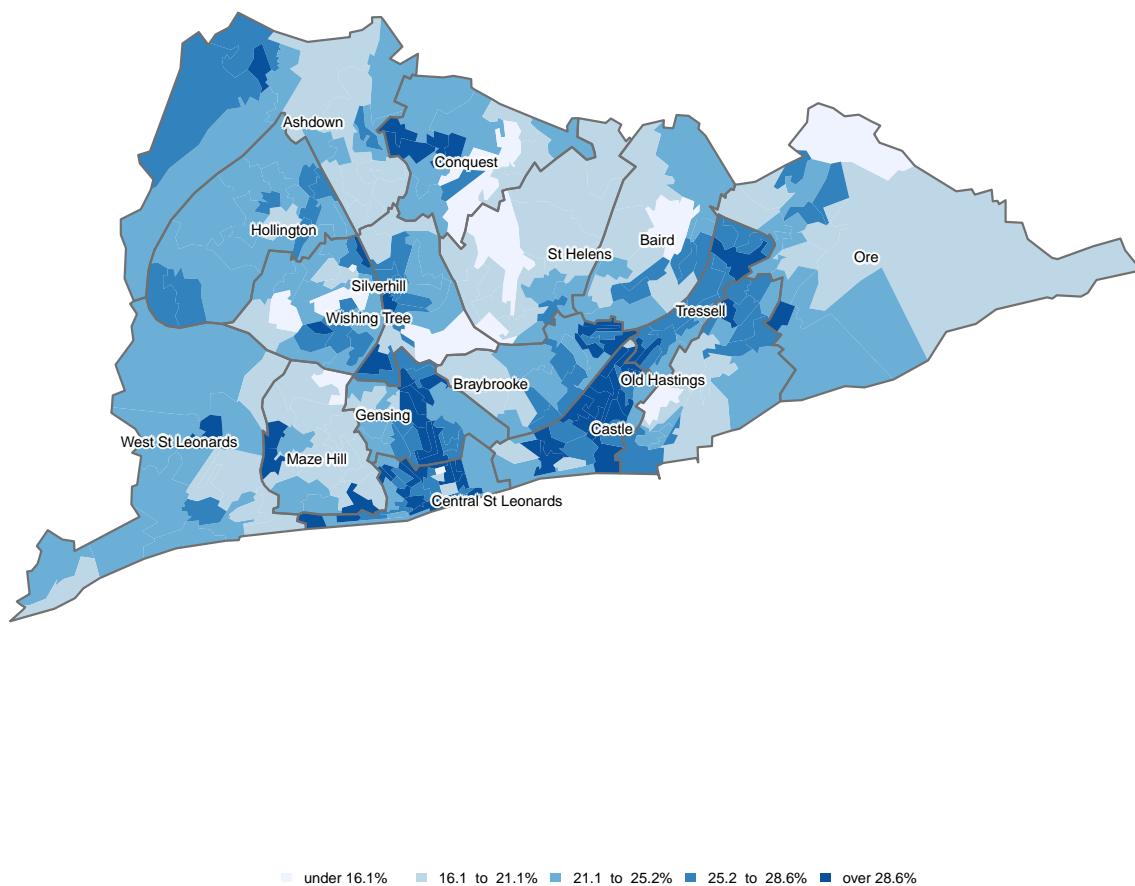 Ashdown
Conquest
Hollington
Baird
St Helens
Ore
Silverhill
Tressell
Wishing Tree
Old Hastings
Braybrooke
Gensing
Castle
West St Leonards
Maze Hill
Central St Leonards
under 16.1% 16.1 to 21.1% 21.1 to 25.2% 25.2 to 28.6% over 28.6%